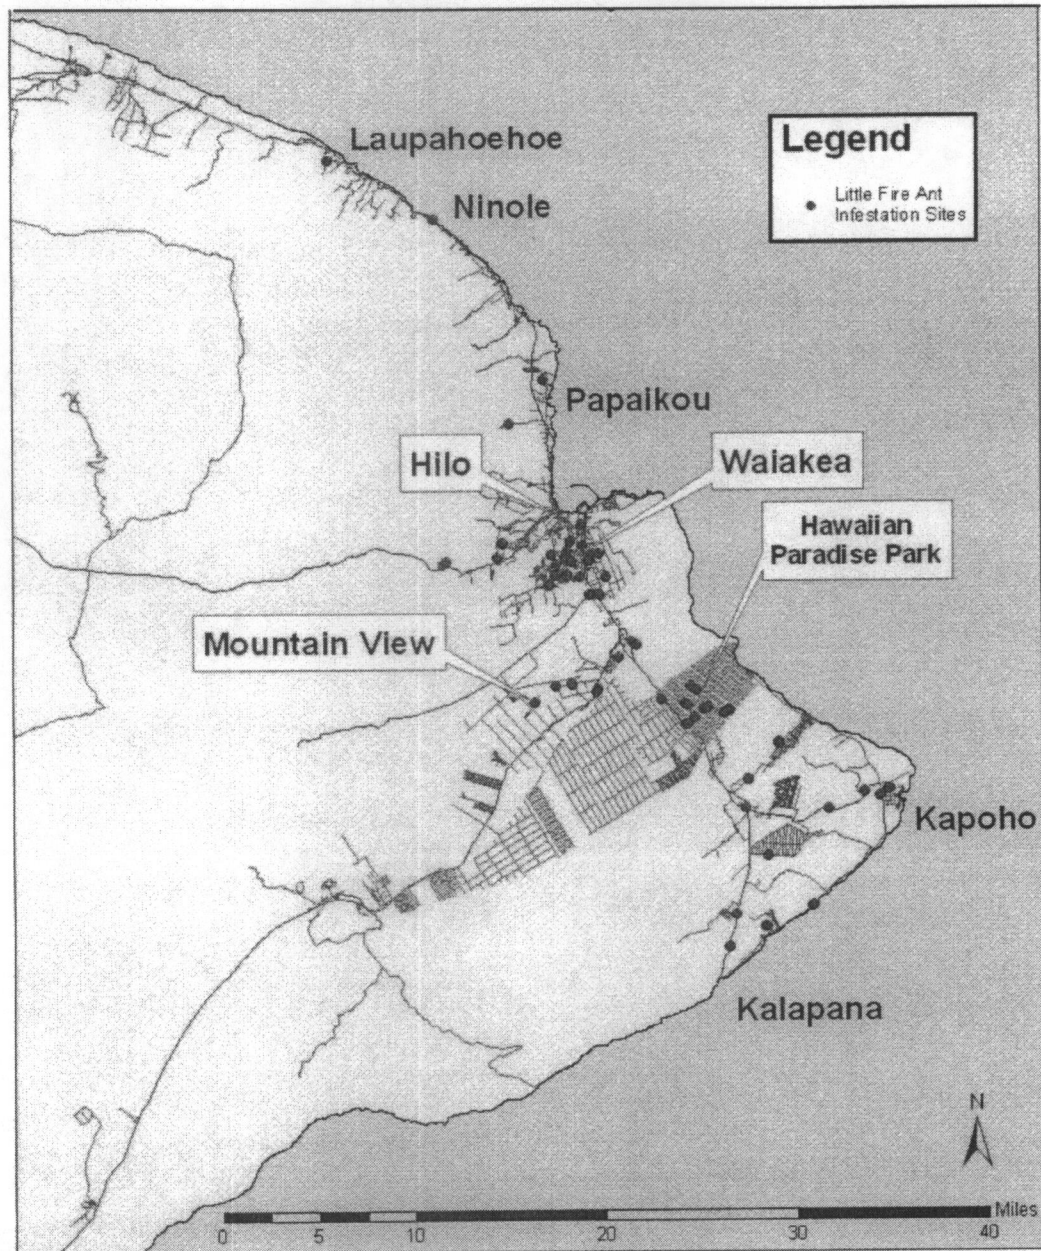 Legend
Little Fire Ant
Infestation Sites
Laupahoehoe
Ninole
Papaikou
Hilo
Waiakea
Hawaiian
Paradise Park
Mountain View
Kapoho
Kalapana
N
Miles
0 5 10 20 30 40